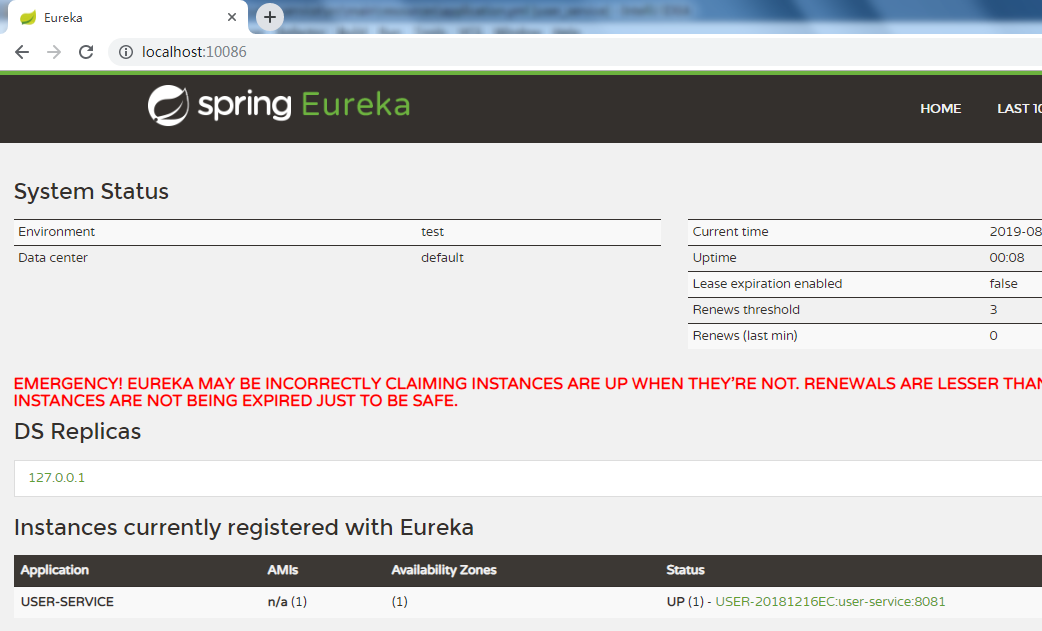 Eureka
localhost:10086
spring Eureka
HOME LAST 10
System Status
Environment test
Data center default
Current time 2019-08
Uptime 00:08
Lease expiration enabled false
Renews threshold 3
Renews (last min) 0
EMERGENCY! EUREKA MAY BE INCORRECTLY CLAIMING INSTANCES ARE UP WHEN THEY'RE NOT. RENEWALS ARE LESSER THAN
INSTANCES ARE NOT BEING EXPIRED JUST TO BE SAFE.
DS Replicas
127.0.0.1
Instances currently registered with Eureka
Application AMIs Availability Zones Status
USER-SERVICE n/a (1) (1) UP (1) - USER-20181216EC:user-service:8081